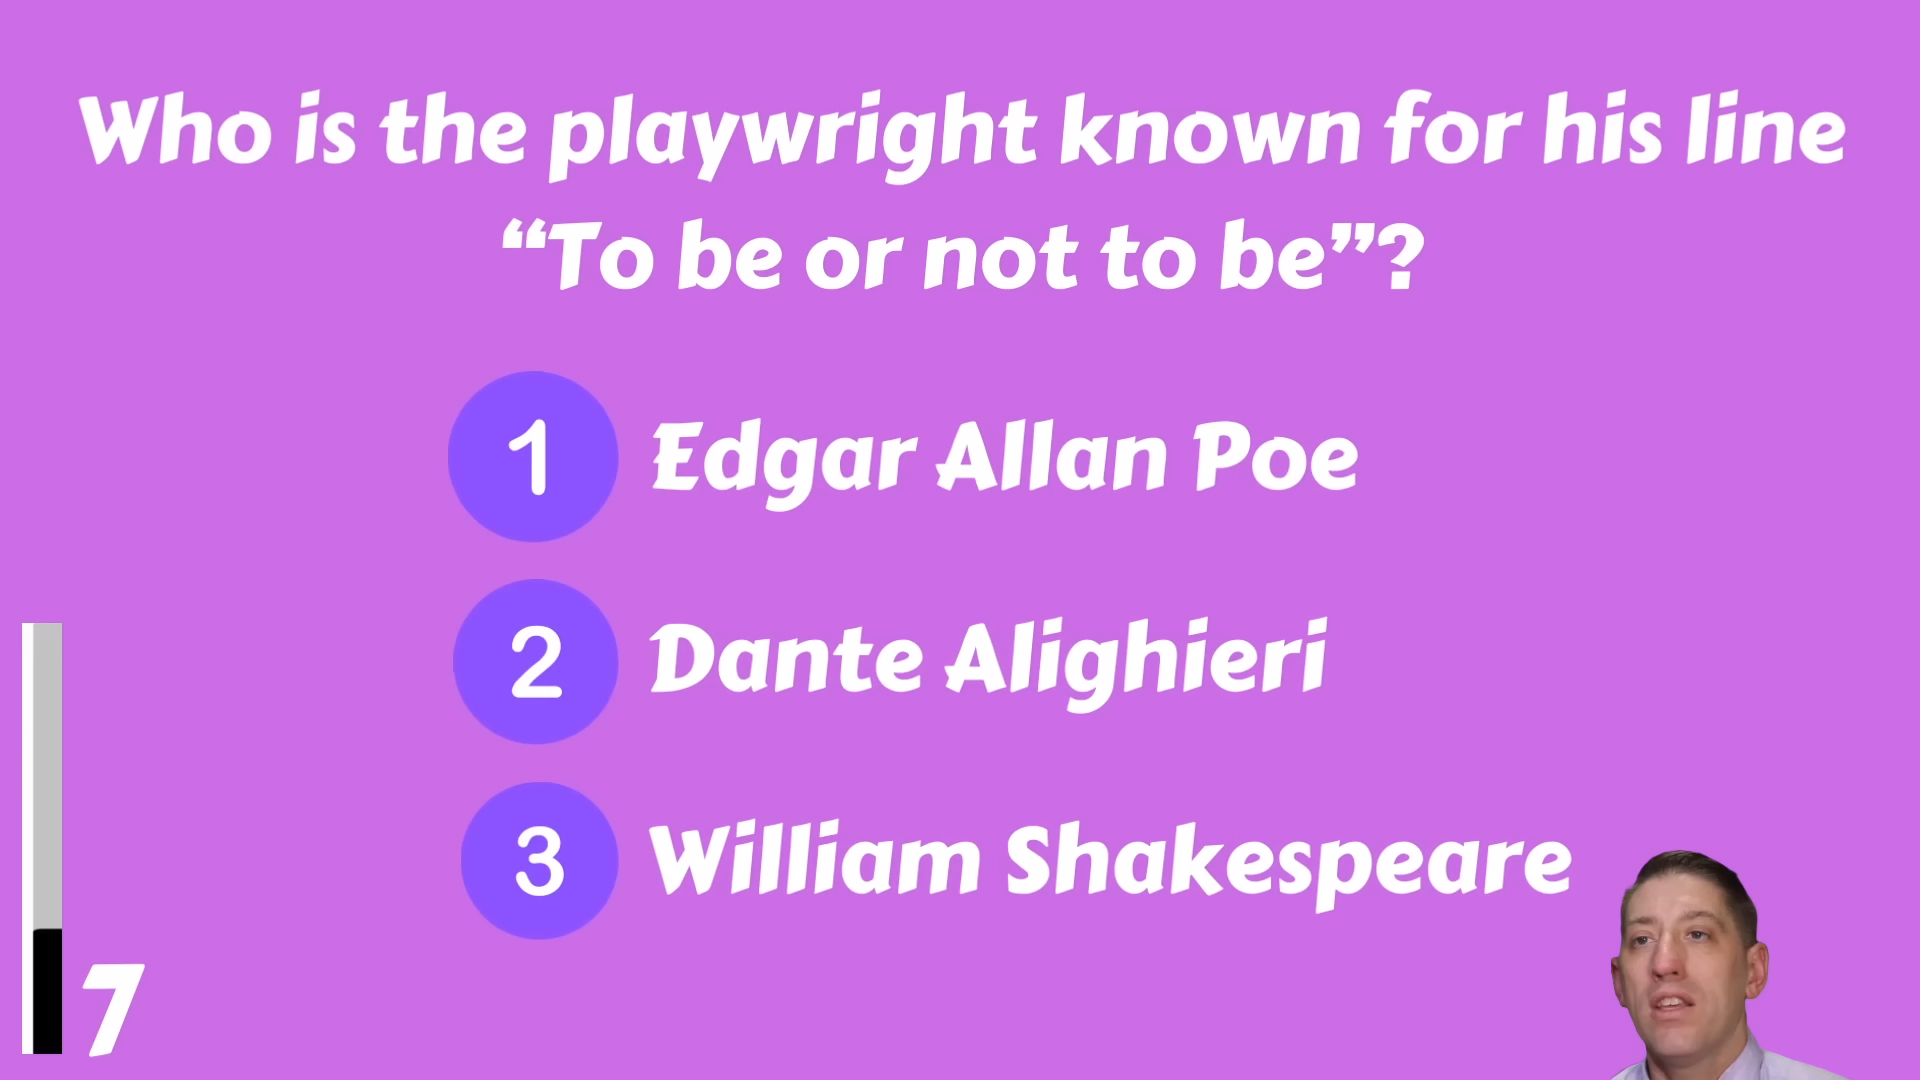 Who is the playwright known for his line
“To be or not to be”?
1 Edgar Allan Poe
2 Dante Alighieri
3 William Shakespeare
7